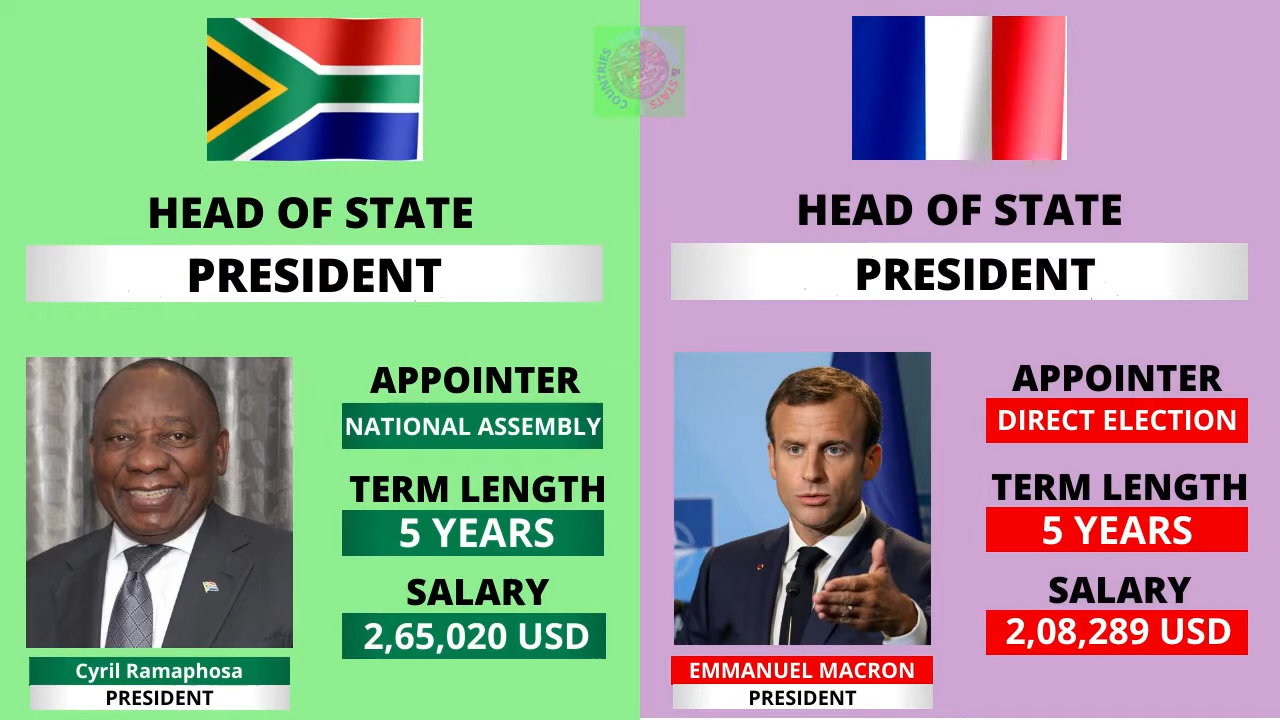 COUNTRIES & STATS
HEAD OF STATE
PRESIDENT
APPOINTER
NATIONAL ASSEMBLY
TERM LENGTH
5 YEARS
SALARY
2,65,020 USD
Cyril Ramaphosa
PRESIDENT
HEAD OF STATE
PRESIDENT
APPOINTER
DIRECT ELECTION
TERM LENGTH
5 YEARS
SALARY
2,08,289 USD
EMMANUEL MACRON
PRESIDENT